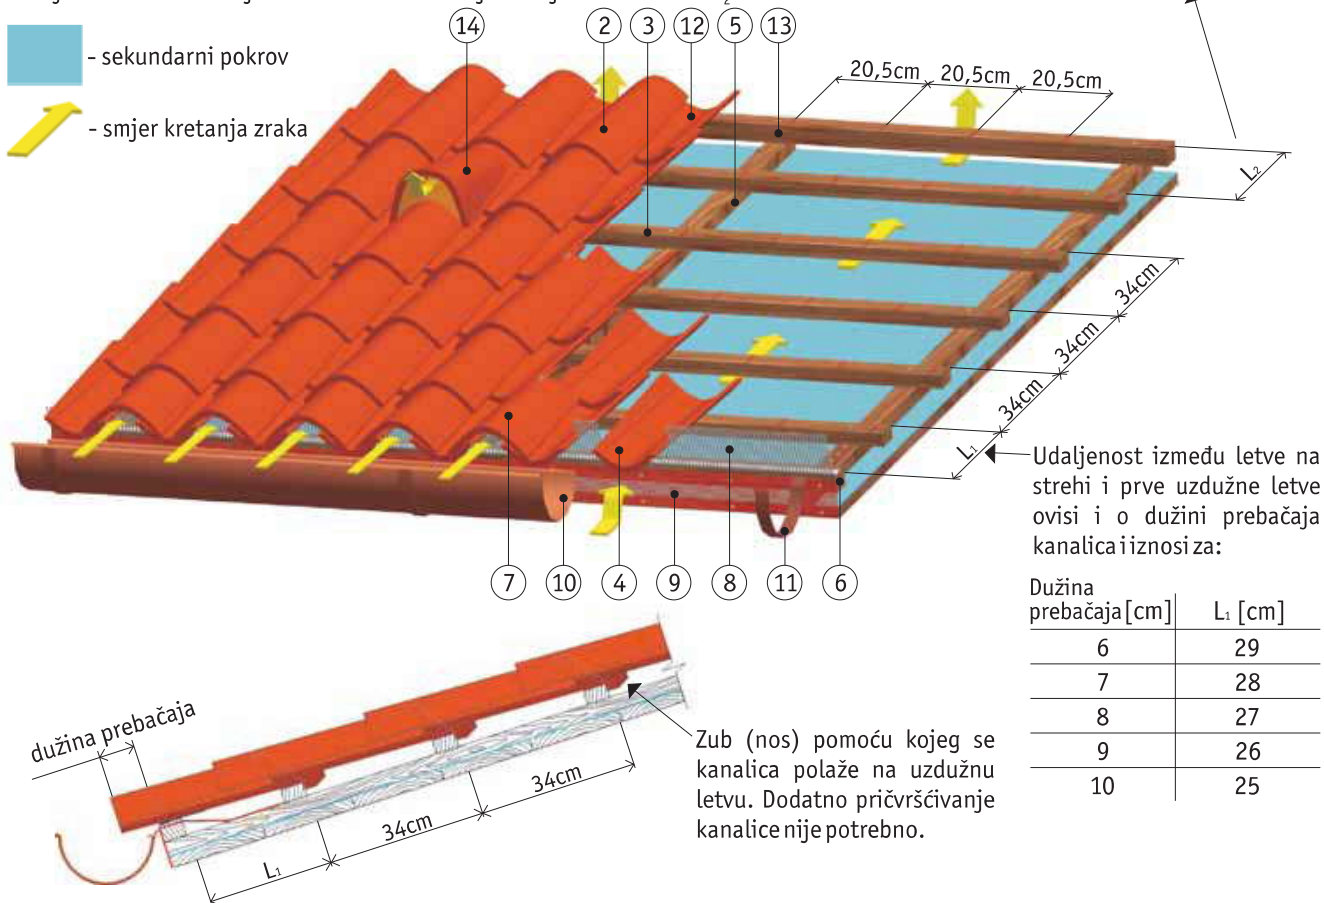 14 2 3 12 5 13
- sekundarni pokrov
- smjer kretanja zraka
20,5cm 20,5cm 20,5cm
L₂
34cm
34cm
34cm
L₁
Udaljenost između letve na
strehi i prve uzdužne letve
ovisi i o dužini prebačaja
kanalica i iznosi za:
7 10 4 9 8 11 6
Dužina
prebačaja [cm] L₁ [cm]
6 29
7 28
8 27
9 26
10 25
dužina prebačaja
34cm
34cm
L₁
Zub (nos) pomoću kojeg se
kanalica polaže na uzdužnu
letvu. Dodatno pričvršćivanje
kanalice nije potrebno.